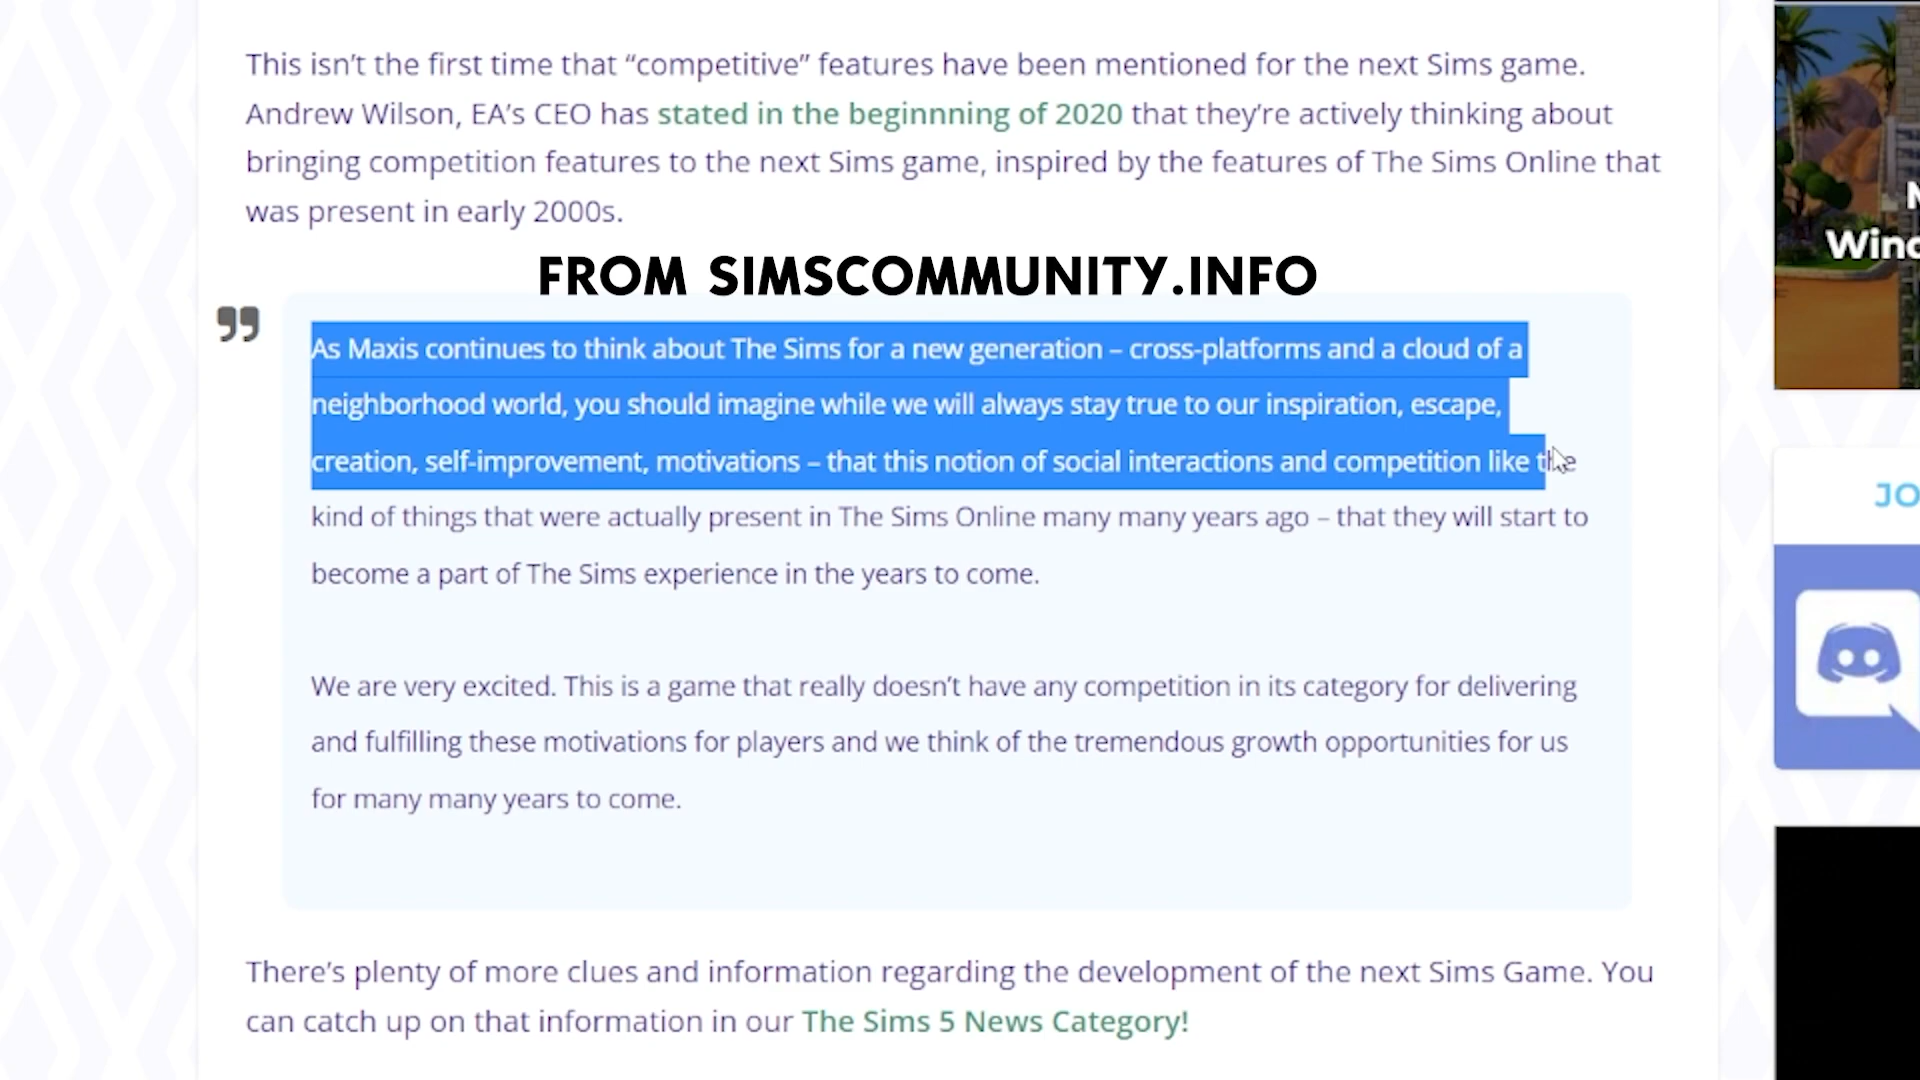 This isn’t the first time that “competitive” features have been mentioned for the next Sims game.
Andrew Wilson, EA’s CEO has stated in the beginnning of 2020 that they’re actively thinking about
bringing competition features to the next Sims game, inspired by the features of The Sims Online that
was present in early 2000s.
FROM SIMSCOMMUNITY.INFO
As Maxis continues to think about The Sims for a new generation – cross-platforms and a cloud of a
neighborhood world, you should imagine while we will always stay true to our inspiration, escape,
creation, self-improvement, motivations – that this notion of social interactions and competition like the
kind of things that were actually present in The Sims Online many many years ago – that they will start to
become a part of The Sims experience in the years to come.
We are very excited. This is a game that really doesn’t have any competition in its category for delivering
and fulfilling these motivations for players and we think of the tremendous growth opportunities for us
for many many years to come.
There’s plenty of more clues and information regarding the development of the next Sims Game. You
can catch up on that information in our The Sims 5 News Category!
JO